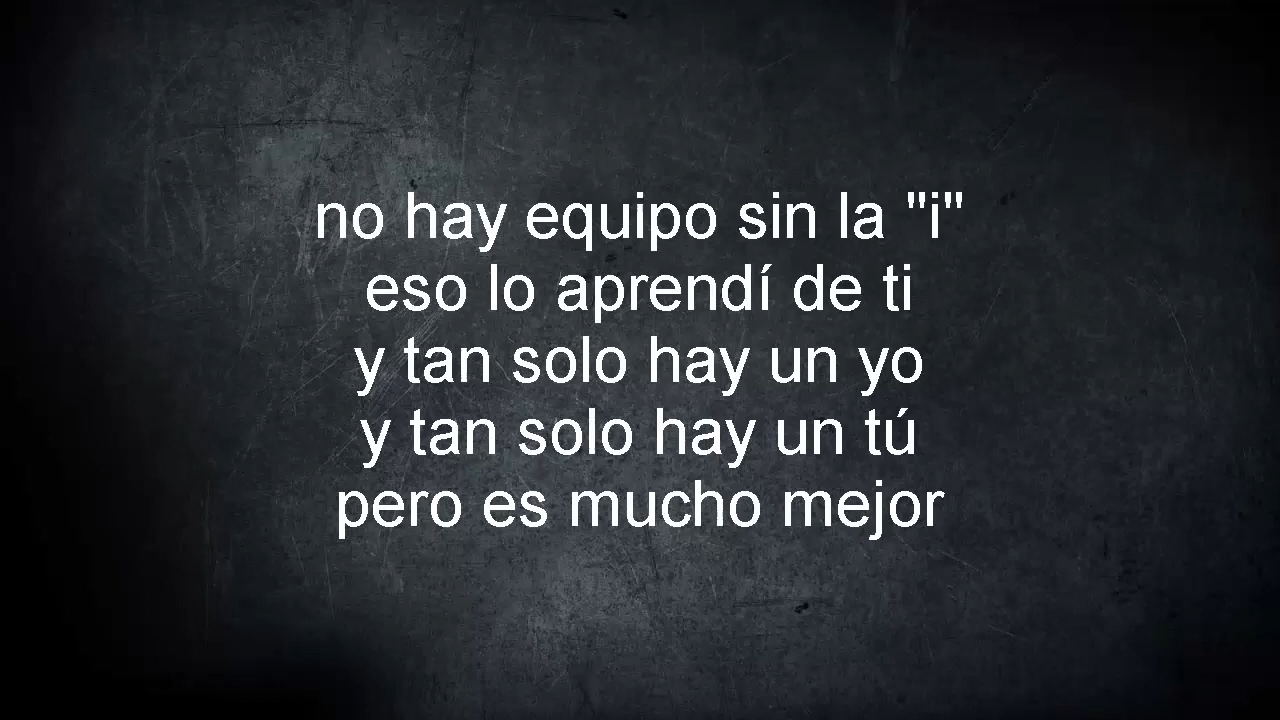 no hay equipo sin la "i"
eso lo aprendí de ti
y tan solo hay un yo
y tan solo hay un tú
pero es mucho mejor